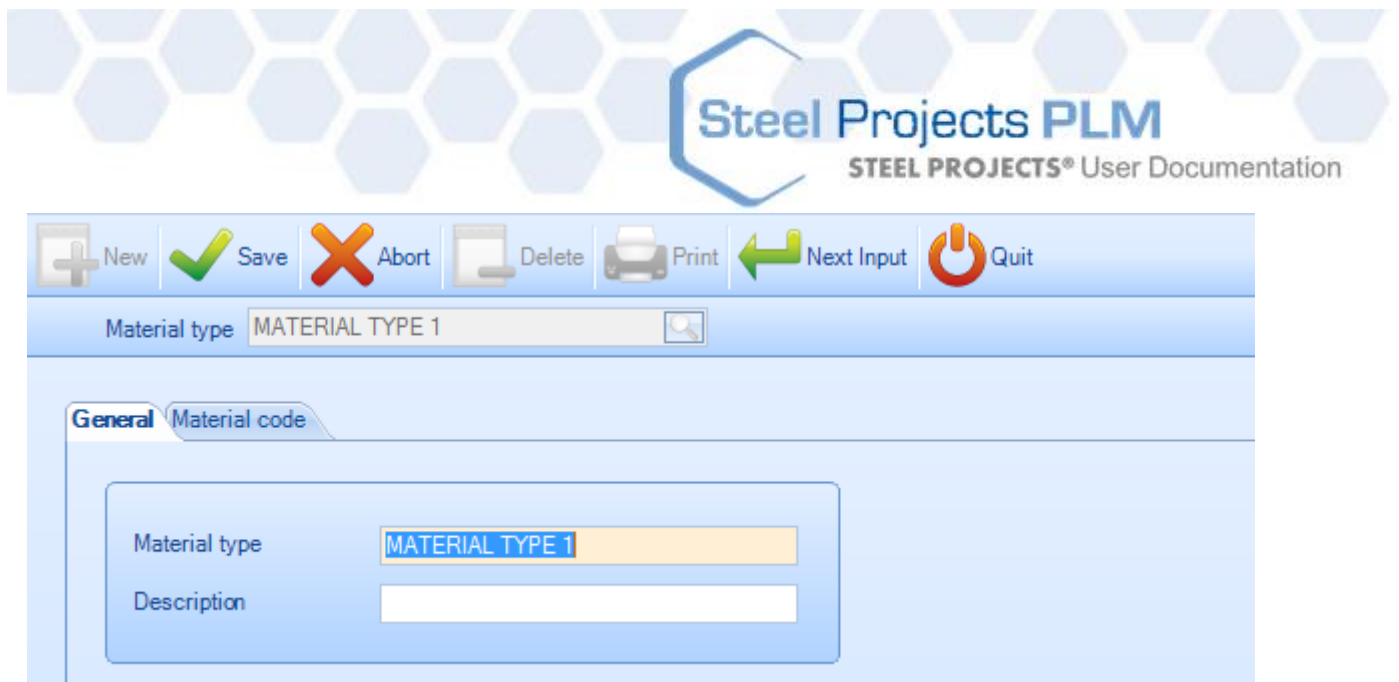 Steel Projects PLM
STEEL PROJECTS® User Documentation
New Save Abort Delete Print Next Input Quit
Material type MATERIAL TYPE 1
General Material code
Material type MATERIAL TYPE 1
Description